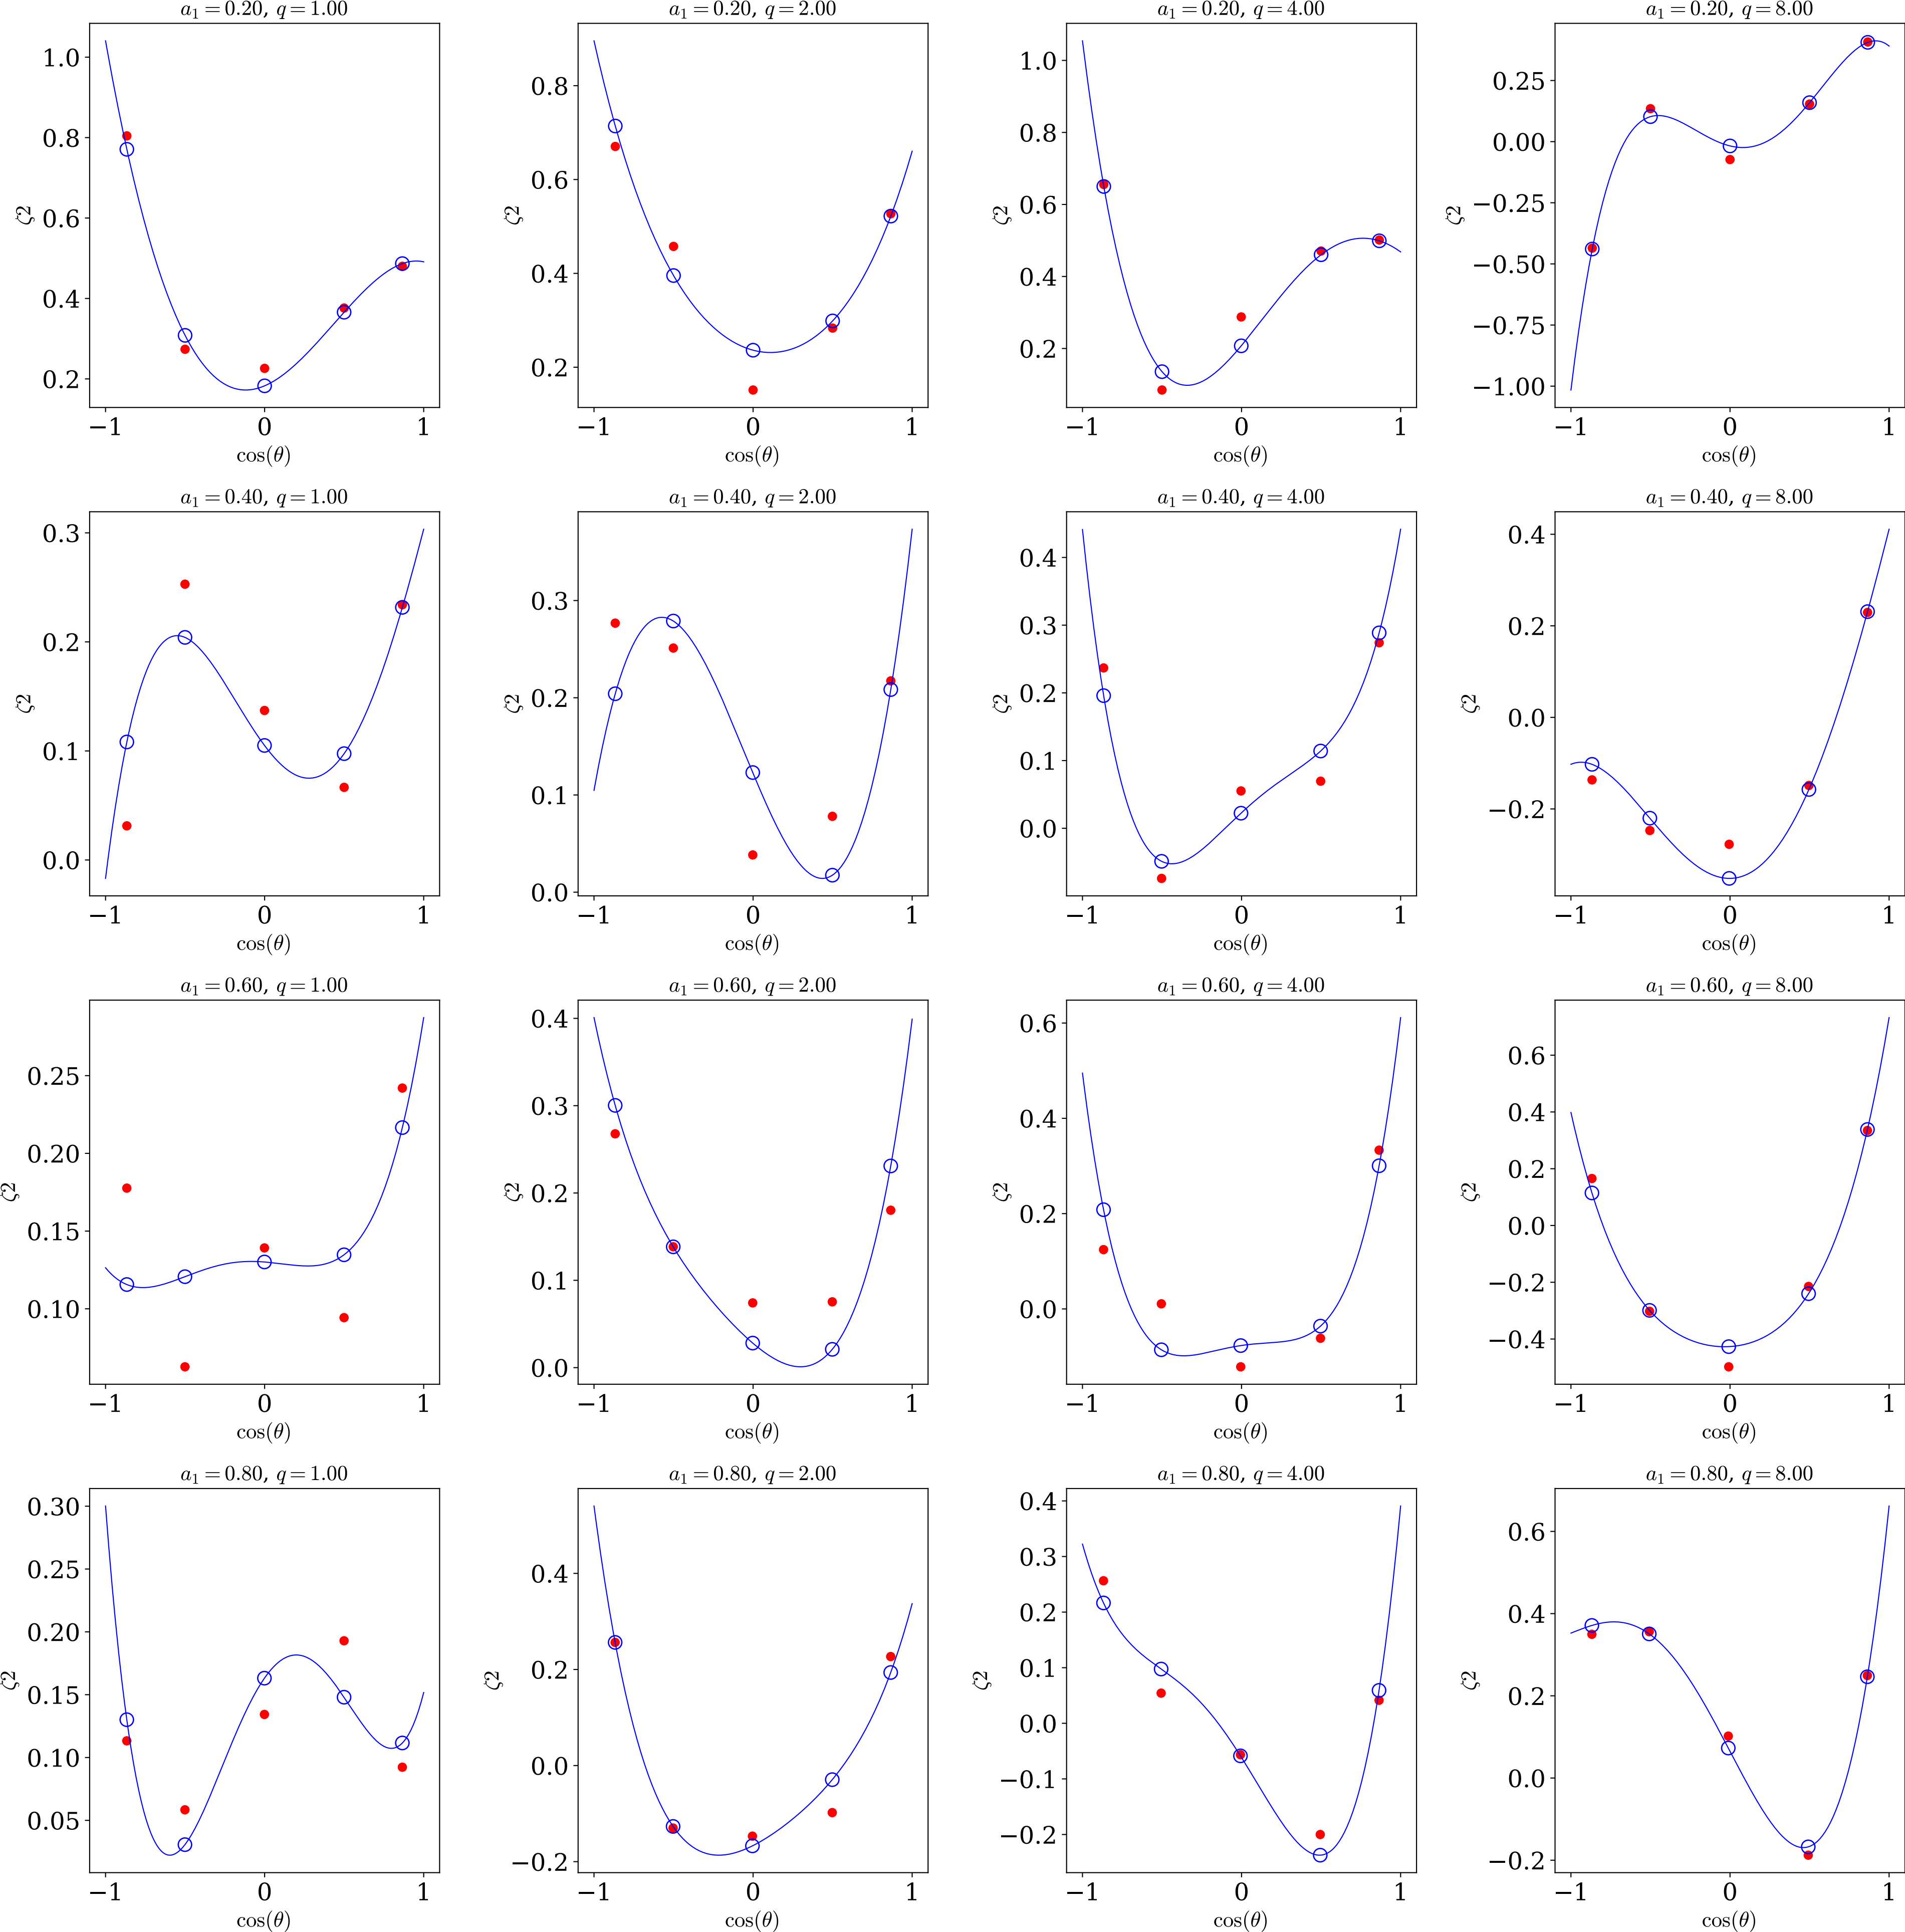 a₁ = 0.20, q = 1.00
1.0
0.8
0.6
0.4
0.2
ζ2
−1 0 1
cos(θ)
a₁ = 0.20, q = 2.00
0.8
0.6
0.4
0.2
ζ2
−1 0 1
cos(θ)
a₁ = 0.20, q = 4.00
1.0
0.8
0.6
0.4
0.2
ζ2
−1 0 1
cos(θ)
a₁ = 0.20, q = 8.00
0.25
0.00
−0.25
−0.50
−0.75
−1.00
ζ2
−1 0 1
cos(θ)
a₁ = 0.40, q = 1.00
0.3
0.2
0.1
0.0
ζ2
−1 0 1
cos(θ)
a₁ = 0.40, q = 2.00
0.3
0.2
0.1
0.0
ζ2
−1 0 1
cos(θ)
a₁ = 0.40, q = 4.00
0.4
0.3
0.2
0.1
0.0
ζ2
−1 0 1
cos(θ)
a₁ = 0.40, q = 8.00
0.4
0.2
0.0
−0.2
ζ2
−1 0 1
cos(θ)
a₁ = 0.60, q = 1.00
0.25
0.20
0.15
0.10
ζ2
−1 0 1
cos(θ)
a₁ = 0.60, q = 2.00
0.4
0.3
0.2
0.1
0.0
ζ2
−1 0 1
cos(θ)
a₁ = 0.60, q = 4.00
0.6
0.4
0.2
0.0
ζ2
−1 0 1
cos(θ)
a₁ = 0.60, q = 8.00
0.6
0.4
0.2
0.0
−0.2
−0.4
ζ2
−1 0 1
cos(θ)
a₁ = 0.80, q = 1.00
0.30
0.25
0.20
0.15
0.10
0.05
ζ2
−1 0 1
cos(θ)
a₁ = 0.80, q = 2.00
0.4
0.2
0.0
−0.2
ζ2
−1 0 1
cos(θ)
a₁ = 0.80, q = 4.00
0.4
0.3
0.2
0.1
0.0
−0.1
−0.2
ζ2
−1 0 1
cos(θ)
a₁ = 0.80, q = 8.00
0.6
0.4
0.2
0.0
−0.2
ζ2
−1 0 1
cos(θ)